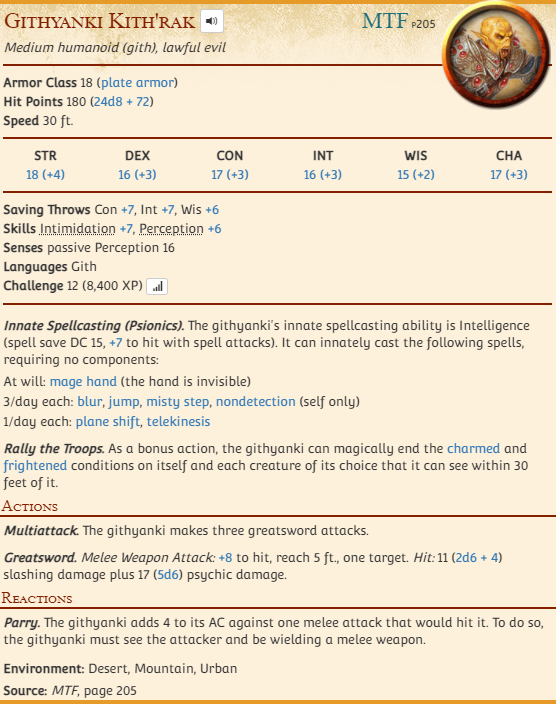 Githyanki Kith'rak
MTF p205
Medium humanoid (gith), lawful evil
Armor Class 18 (plate armor)
Hit Points 180 (24d8 + 72)
Speed 30 ft.
STR DEX CON INT WIS CHA
18 (+4) 16 (+3) 17 (+3) 16 (+3) 15 (+2) 17 (+3)
Saving Throws Con +7, Int +7, Wis +6
Skills Intimidation +7, Perception +6
Senses passive Perception 16
Languages Gith
Challenge 12 (8,400 XP)
Innate Spellcasting (Psionics). The githyanki's innate spellcasting ability is Intelligence
(spell save DC 15, +7 to hit with spell attacks). It can innately cast the following spells,
requiring no components:
At will: mage hand (the hand is invisible)
3/day each: blur, jump, misty step, nondetection (self only)
1/day each: plane shift, telekinesis
Rally the Troops. As a bonus action, the githyanki can magically end the charmed and
frightened conditions on itself and each creature of its choice that it can see within 30
feet of it.
Actions
Multiattack. The githyanki makes three greatsword attacks.
Greatsword. Melee Weapon Attack: +8 to hit, reach 5 ft., one target. Hit: 11 (2d6 + 4)
slashing damage plus 17 (5d6) psychic damage.
Reactions
Parry. The githyanki adds 4 to its AC against one melee attack that would hit it. To do so,
the githyanki must see the attacker and be wielding a melee weapon.
Environment: Desert, Mountain, Urban
Source: MTF, page 205